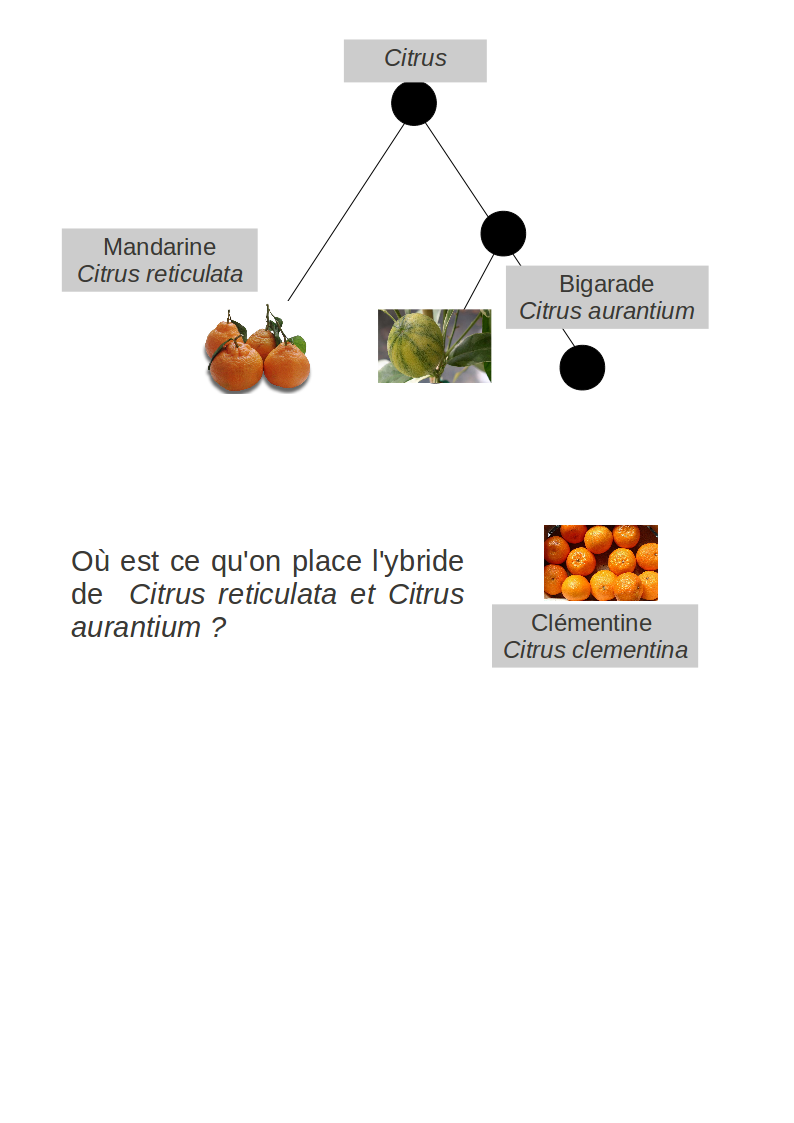 Citrus
Mandarine
Citrus reticulata
Bigarade
Citrus aurantium
Où est ce qu'on place l'ybride
de Citrus reticulata et Citrus
aurantium ?
Clémentine
Citrus clementina